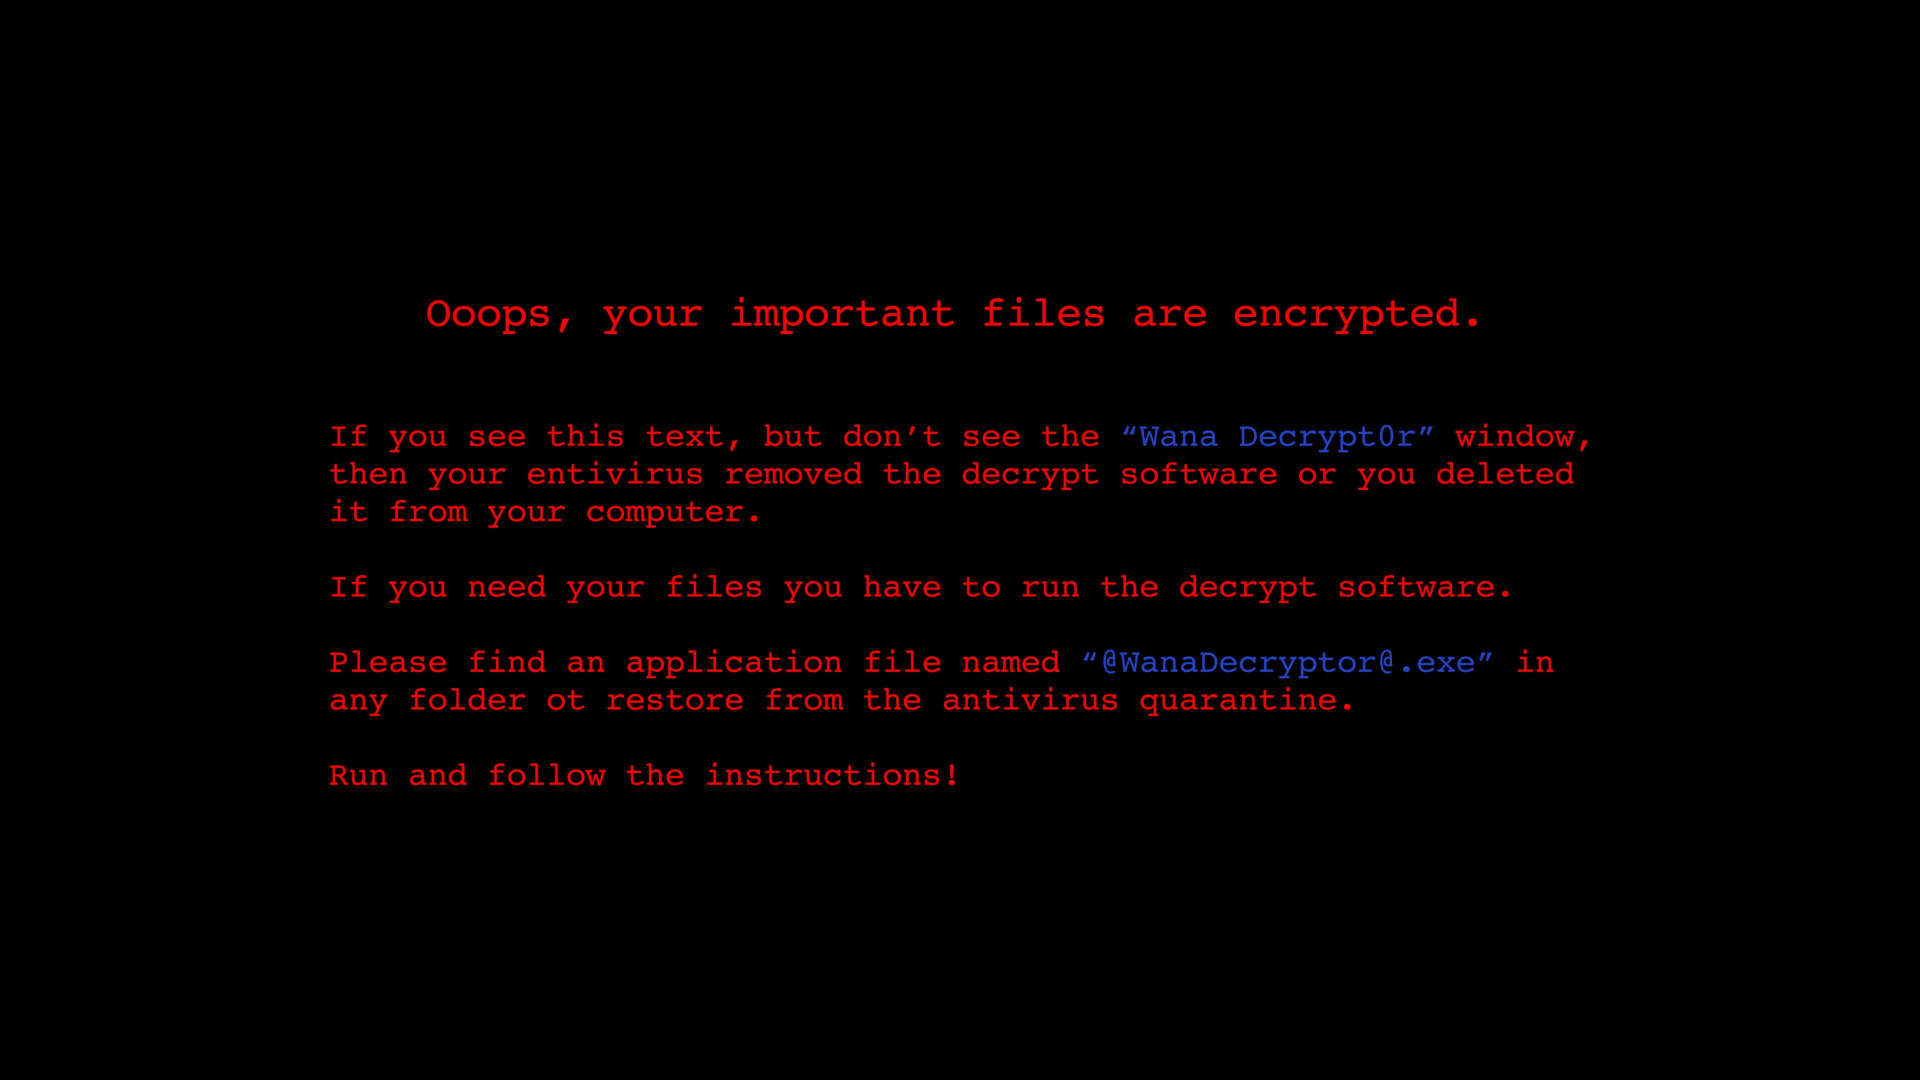 Ooops, your important files are encrypted.
If you see this text, but don’t see the “Wana Decrypt0r” window,
then your entivirus removed the decrypt software or you deleted
it from your computer.
If you need your files you have to run the decrypt software.
Please find an application file named “@WanaDecryptor@.exe” in
any folder ot restore from the antivirus quarantine.
Run and follow the instructions!